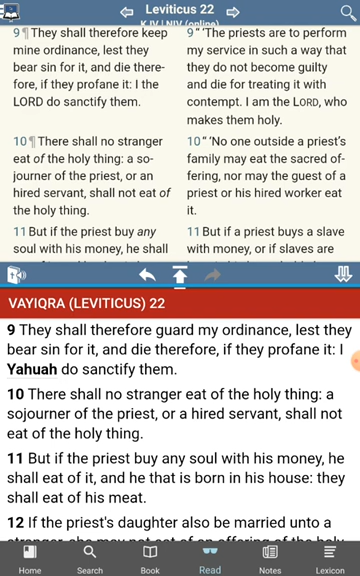 Leviticus 22
KJV | NIV (online)
9¶ They shall therefore keep
mine ordinance, lest they
bear sin for it, and die there-
fore, if they profane it: I the
LORD do sanctify them.
10¶ There shall no stranger
eat of the holy thing: a so-
journer of the priest, or an
hired servant, shall not eat of
the holy thing.
11 But if the priest buy any
soul with his money, he shall
9 “ ‘The priests are to perform
my service in such a way that
they do not become guilty
and die for treating it with
contempt. I am the LORD, who
makes them holy.
10 “ ‘No one outside a priest’s
family may eat the sacred of-
fering, nor may the guest of a
priest or his hired worker eat
it.
11 But if a priest buys a slave
with money, or if slaves are
VAYIQRA (LEVITICUS) 22
9 They shall therefore guard my ordinance, lest they
bear sin for it, and die therefore, if they profane it: I
Yahuah do sanctify them.
10 There shall no stranger eat of the holy thing: a
sojourner of the priest, or a hired servant, shall not
eat of the holy thing.
11 But if the priest buy any soul with his money, he
shall eat of it, and he that is born in his house: they
shall eat of his meat.
12 If the priest's daughter also be married unto a
Home
Search
Book
Read
Notes
Lexicon